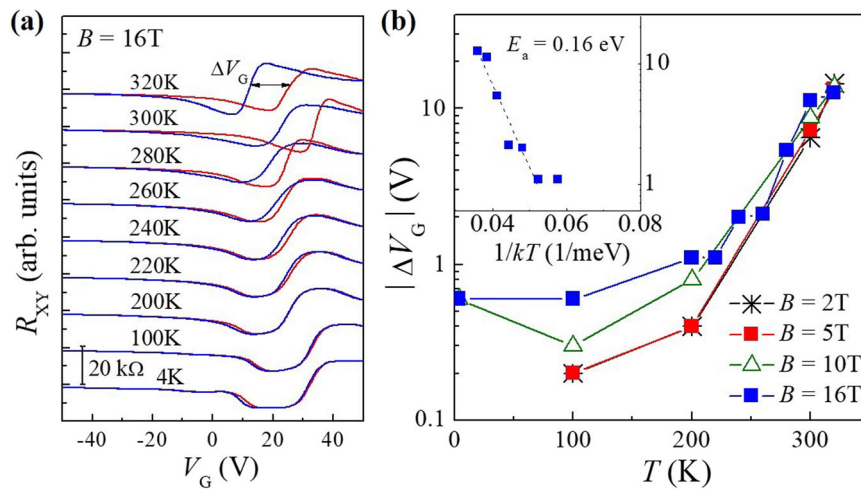 (a)
B = 16T
ΔV_G
320K
300K
280K
260K
240K
220K
200K
100K
4K
20 kΩ
R_XY (arb. units)
-40 -20 0 20 40
V_G (V)
(b)
E_a = 0.16 eV
10
1
0.04 0.06 0.08
1/kT (1/meV)
10
1
0.1
|ΔV_G| (V)
B = 2T
B = 5T
B = 10T
B = 16T
0 100 200 300
T (K)